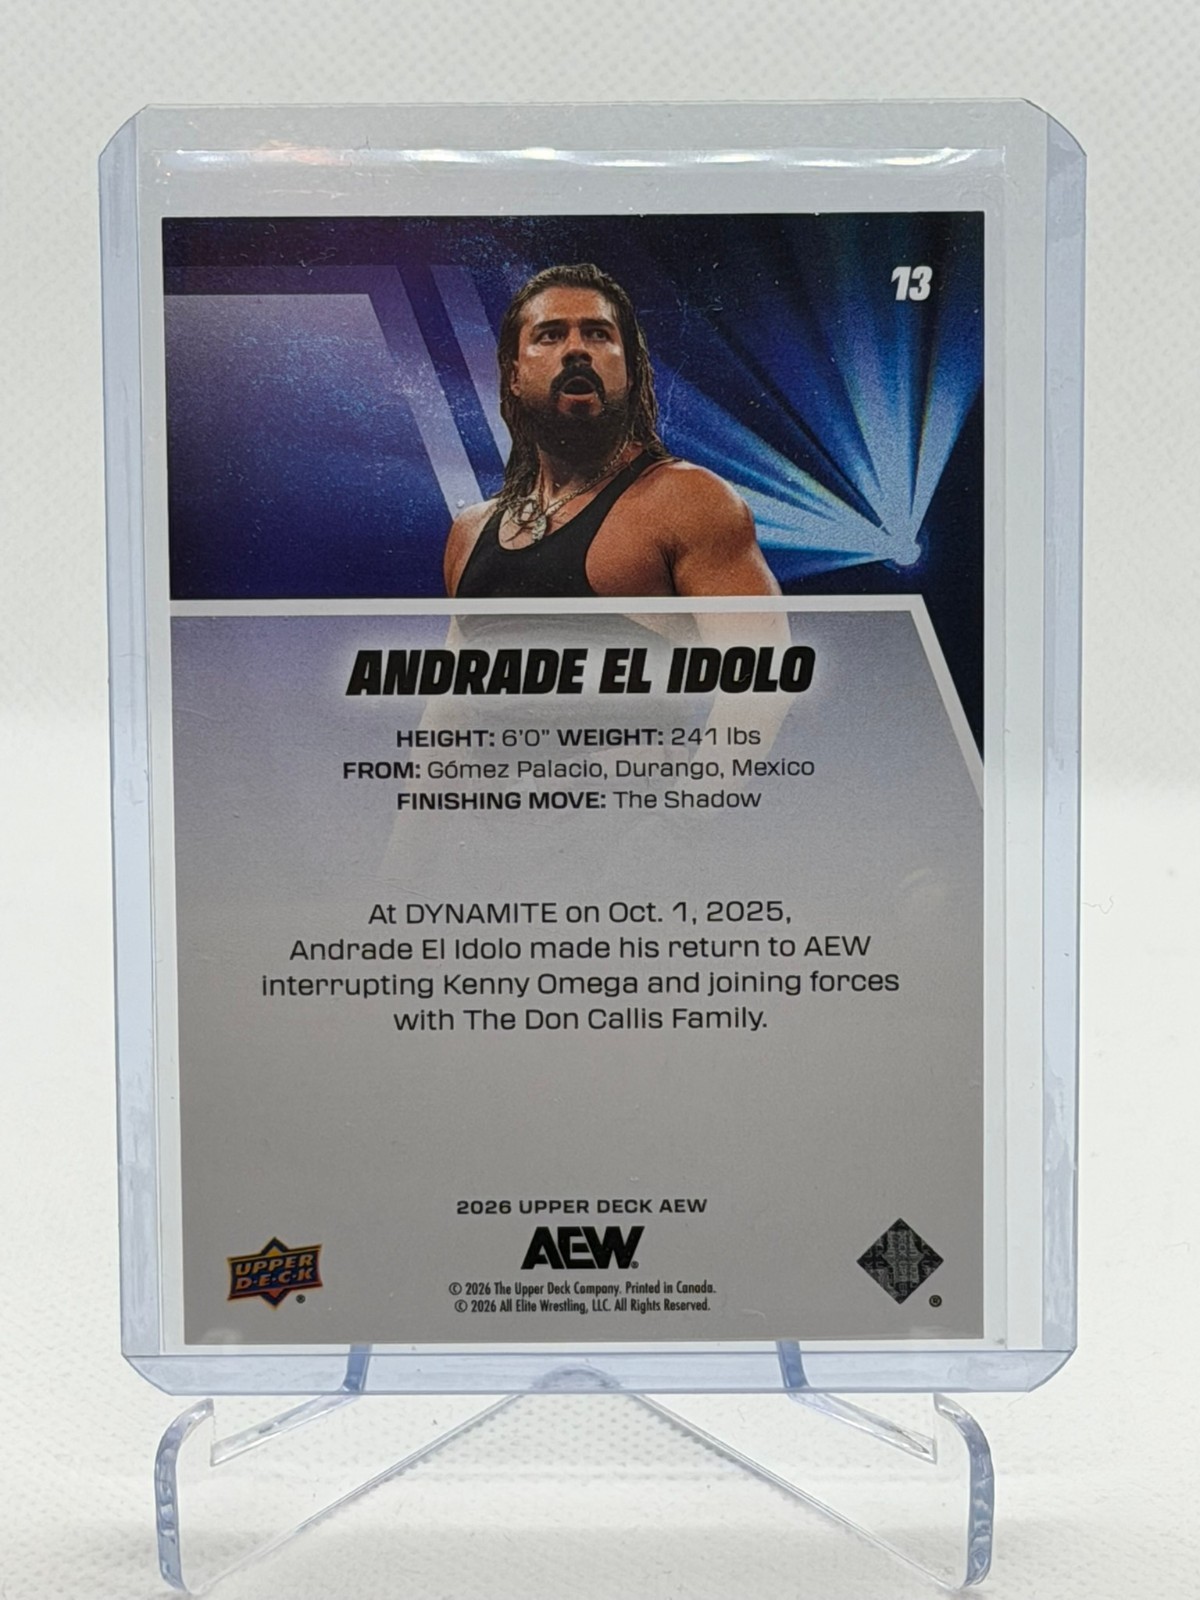 13
ANDRADE EL IDOLO
HEIGHT: 6'0" WEIGHT: 241 lbs
FROM: Gómez Palacio, Durango, Mexico
FINISHING MOVE: The Shadow
At DYNAMITE on Oct. 1, 2025,
Andrade El Idolo made his return to AEW
interrupting Kenny Omega and joining forces
with The Don Callis Family.
2026 UPPER DECK AEW
AEW®
UPPER
D·E·C·K
®
© 2026 The Upper Deck Company. Printed in Canada.
© 2026 All Elite Wrestling, LLC. All Rights Reserved.
®